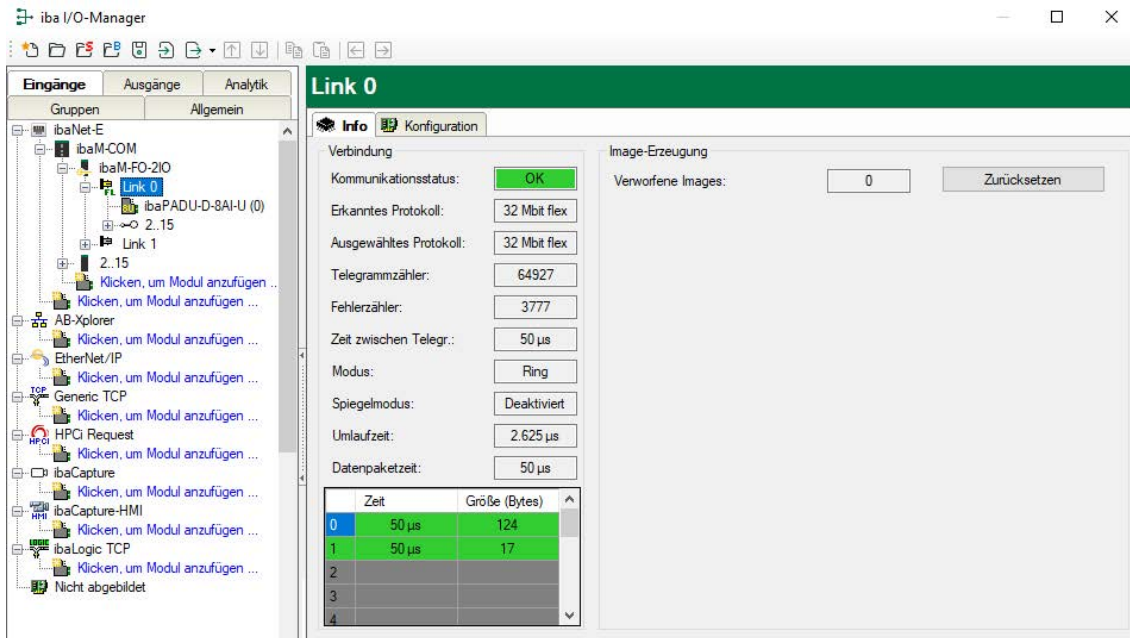 iba I/O-Manager
Eingänge Ausgänge Analytik
Gruppen Allgemein
ibaNet-E
ibaM-COM
ibaM-FO-2IO
Link 0
ibaPADU-D-8AI-U (0)
2..15
Link 1
2..15
Klicken, um Modul anzufügen ..
Klicken, um Modul anzufügen ...
AB-Xplorer
Klicken, um Modul anzufügen ...
EtherNet/IP
Klicken, um Modul anzufügen ...
Generic TCP
Klicken, um Modul anzufügen ...
HPCi Request
Klicken, um Modul anzufügen ...
ibaCapture
Klicken, um Modul anzufügen ...
ibaCapture-HMI
Klicken, um Modul anzufügen ...
ibaLogic TCP
Klicken, um Modul anzufügen ...
Nicht abgebildet
Link 0
Info Konfiguration
Verbindung
Kommunikationsstatus: OK
Erkanntes Protokoll: 32 Mbit flex
Ausgewähltes Protokoll: 32 Mbit flex
Telegrammzähler: 64927
Fehlerzähler: 3777
Zeit zwischen Telegr.: 50 µs
Modus: Ring
Spiegelmodus: Deaktiviert
Umlaufzeit: 2.625 µs
Datenpaketzeit: 50 µs
Zeit Größe (Bytes)
0 50 µs 124
1 50 µs 17
2
3
4
Image-Erzeugung
Verworfene Images: 0 Zurücksetzen